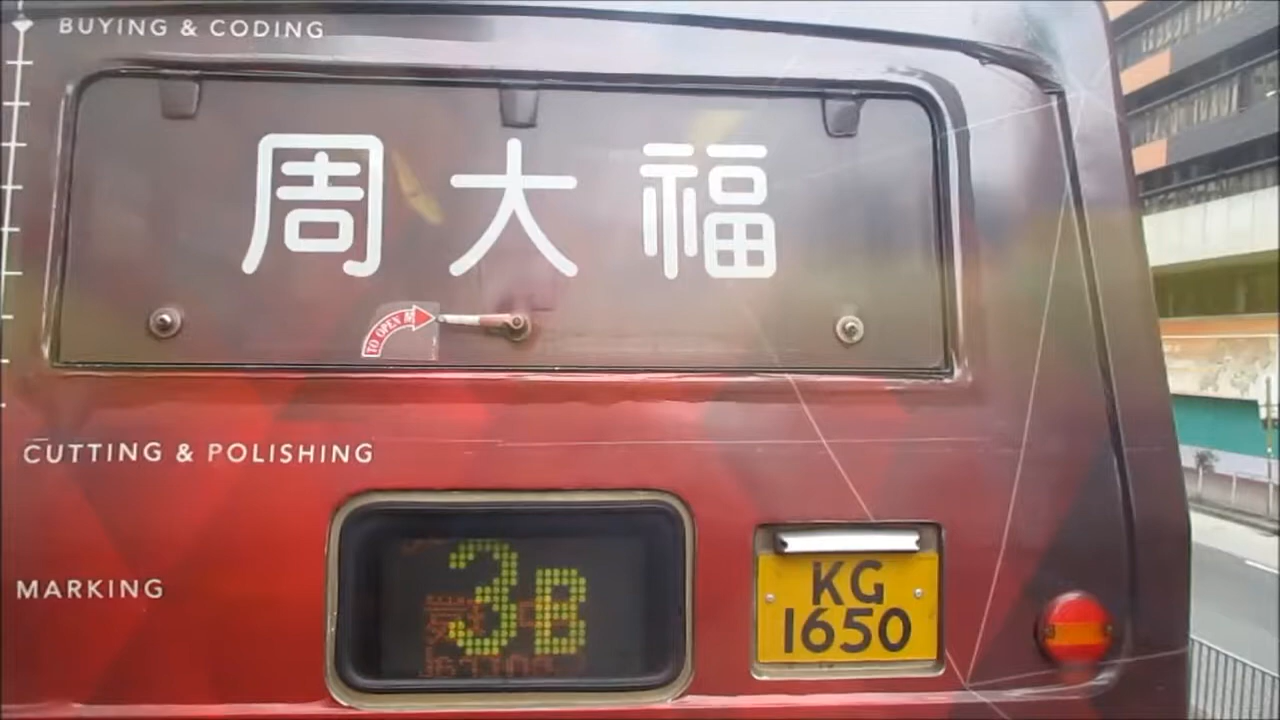 BUYING & CODING
周大福
TO OPEN
CUTTING & POLISHING
3B
MARKING
KG
1650